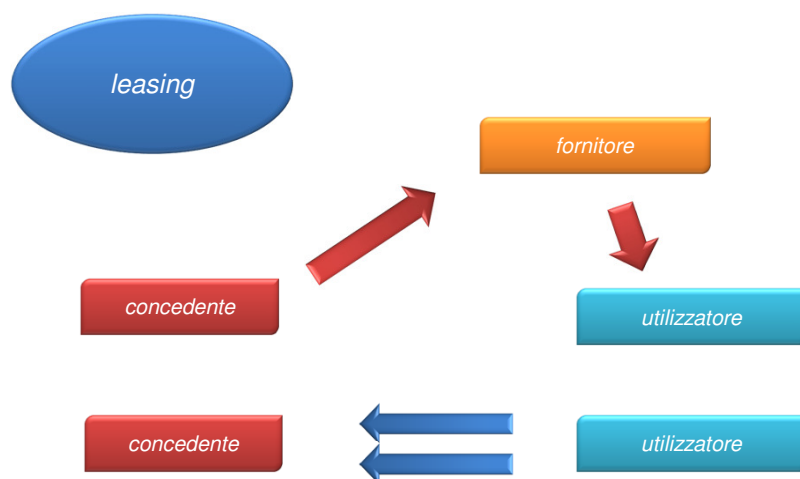 leasing
fornitore
concedente
utilizzatore
concedente
utilizzatore